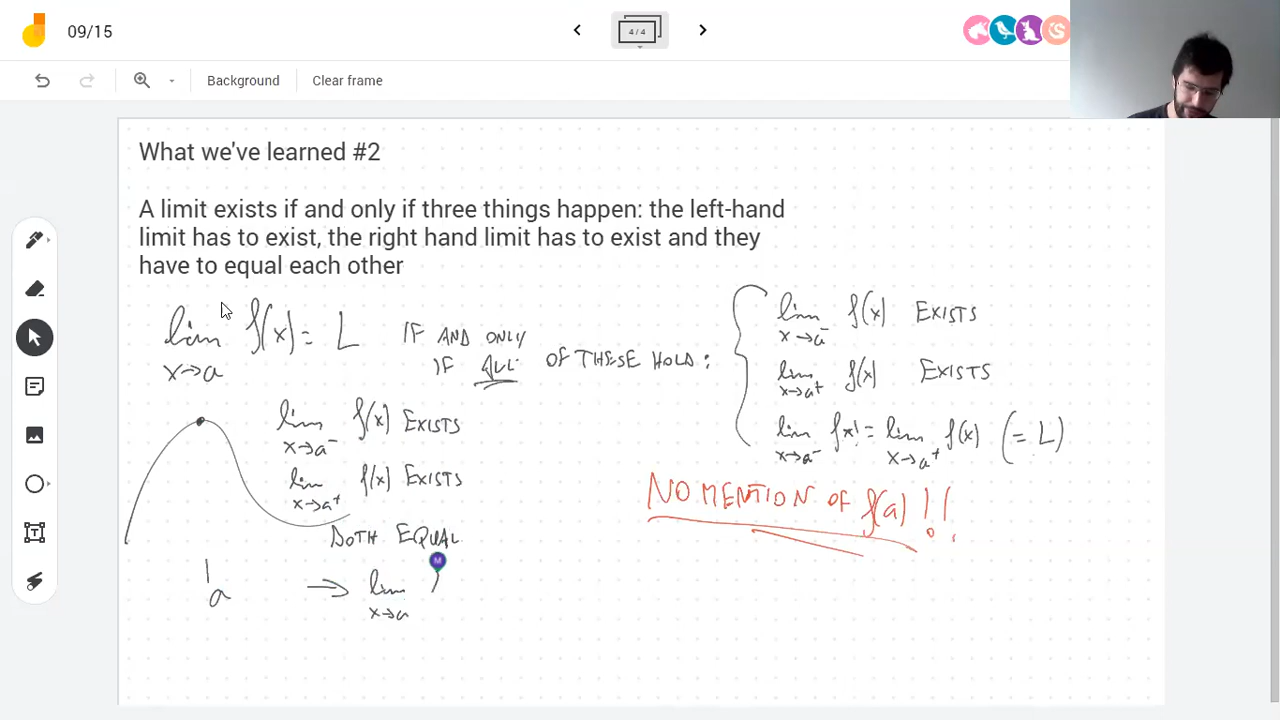 09/15
4 / 4
Background
Clear frame
What we've learned #2
A limit exists if and only if three things happen: the left-hand
limit has to exist, the right hand limit has to exist and they
have to equal each other
lim x→a f(x) = L IF AND ONLY IF ALL OF THESE HOLD:
lim x→a⁻ f(x) EXISTS
lim x→a⁺ f(x) EXISTS
lim x→a⁻ f(x) = lim x→a⁺ f(x) (= L)
NO MENTION OF f(a) !!
lim x→a⁻ f(x) EXISTS
lim x→a⁺ f(x) EXISTS
BOTH EQUAL
M
→ lim x→a
a